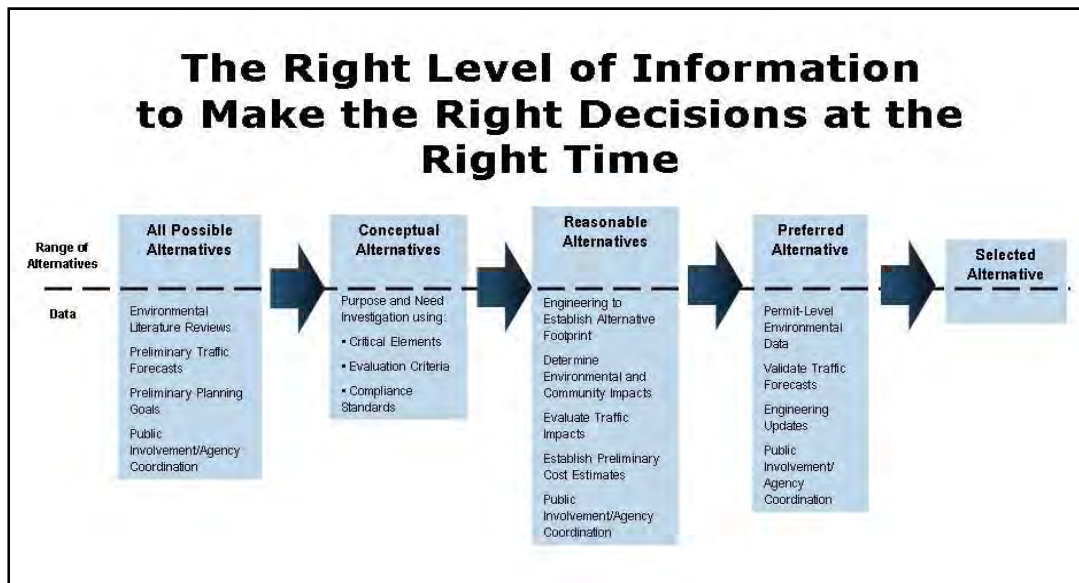 The Right Level of Information
to Make the Right Decisions at the
Right Time
Range of
Alternatives
Data
All Possible
Alternatives
Environmental
Literature Reviews
Preliminary Traffic
Forecasts
Preliminary Planning
Goals
Public
Involvement/Agency
Coordination
Conceptual
Alternatives
Purpose and Need
Investigation using:
▪ Critical Elements
▪ Evaluation Criteria
▪ Compliance
Standards
Reasonable
Alternatives
Engineering to
Establish Alternative
Footprint
Determine
Environmental and
Community Impacts
Evaluate Traffic
Impacts
Establish Preliminary
Cost Estimates
Public
Involvement/Agency
Coordination
Preferred
Alternative
Permit-Level
Environmental
Data
Validate Traffic
Forecasts
Engineering
Updates
Public
Involvement/
Agency
Coordination
Selected
Alternative